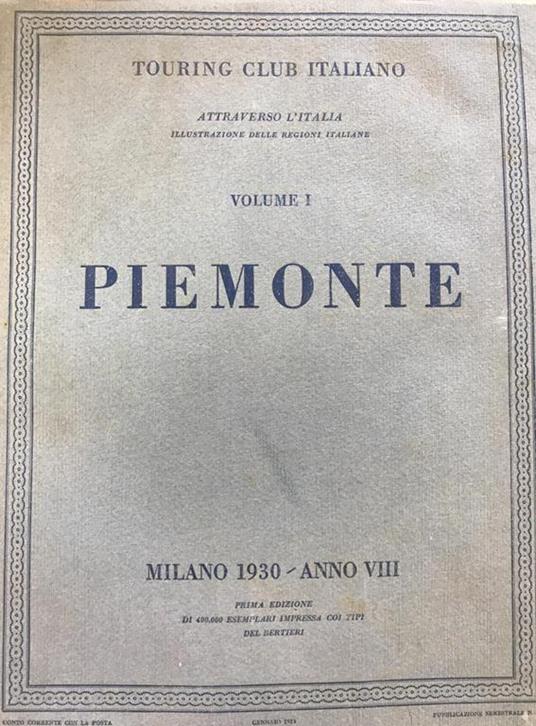 TOURING CLUB ITALIANO
ATTRAVERSO L'ITALIA
ILLUSTRAZIONE DELLE REGIONI ITALIANE
VOLUME I
PIEMONTE
MILANO 1930 - ANNO VIII
PRIMA EDIZIONE
DI 400.000 ESEMPLARI IMPRESSA COI TIPI
DEL BERTIERI
CONTO CORRENTE CON LA POSTA
GENNAIO
PUBBLICAZIONE SEMESTRALE N.